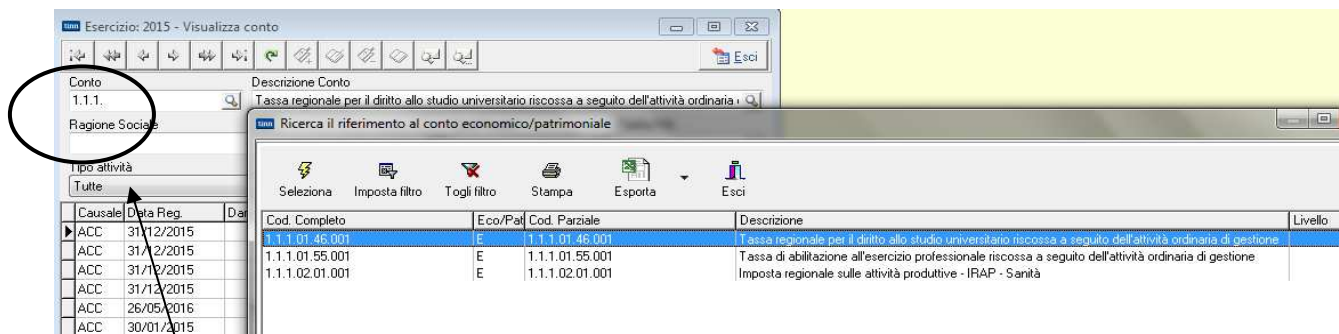 tinn Esercizio: 2015 - Visualizza conto
Esci
Conto Descrizione Conto
1.1.1. Tassa regionale per il diritto allo studio universitario riscossa a seguito dell'attività ordinaria
Ragione Sociale
tinn Ricerca il riferimento al conto economico/patrimoniale
Tipo attività
Tutte
Seleziona Imposta filtro Togli filtro Stampa Esporta Esci
Causale Data Reg. Dar
Cod. Completo Eco/Pat Cod. Parziale Descrizione Livello
ACC 31/12/2015
1.1.1.01.46.001 E 1.1.1.01.46.001 Tassa regionale per il diritto allo studio universitario riscossa a seguito dell'attività ordinaria di gestione
ACC 31/12/2015
1.1.1.01.55.001 E 1.1.1.01.55.001 Tassa di abilitazione all'esercizio professionale riscossa a seguito dell'attività ordinaria di gestione
ACC 31/12/2015
1.1.1.02.01.001 E 1.1.1.02.01.001 Imposta regionale sulle attività produttive - IRAP - Sanità
ACC 31/12/2015
ACC 26/05/2016
ACC 30/01/2015